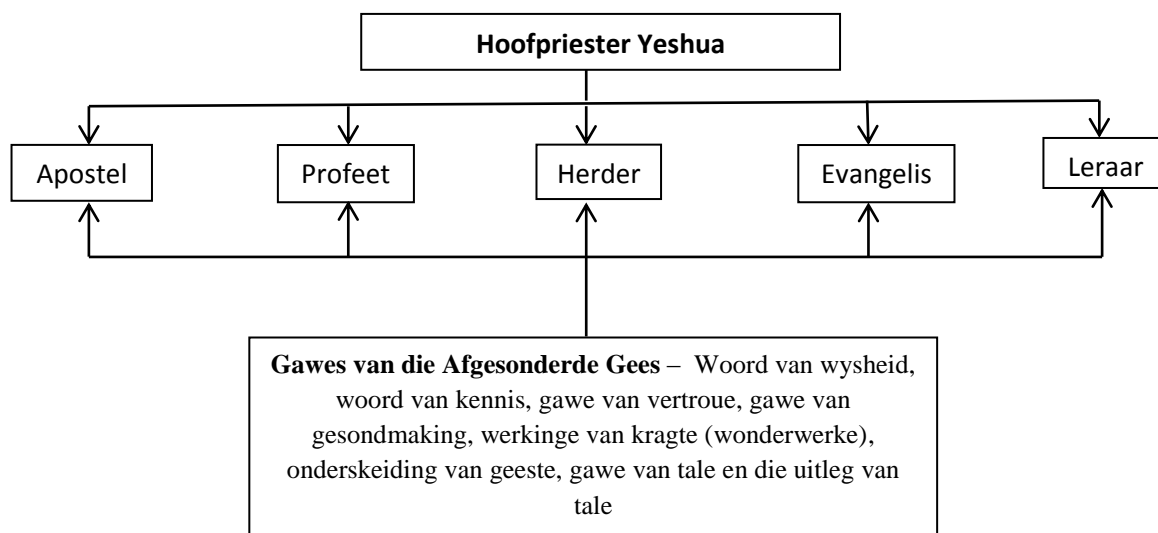 Hoofpriester Yeshua
Apostel
Profeet
Herder
Evangelis
Leraar
Gawes van die Afgesonderde Gees – Woord van wysheid,
woord van kennis, gawe van vertroue, gawe van
gesondmaking, werkinge van kragte (wonderwerke),
onderskeiding van geeste, gawe van tale en die uitleg van
tale